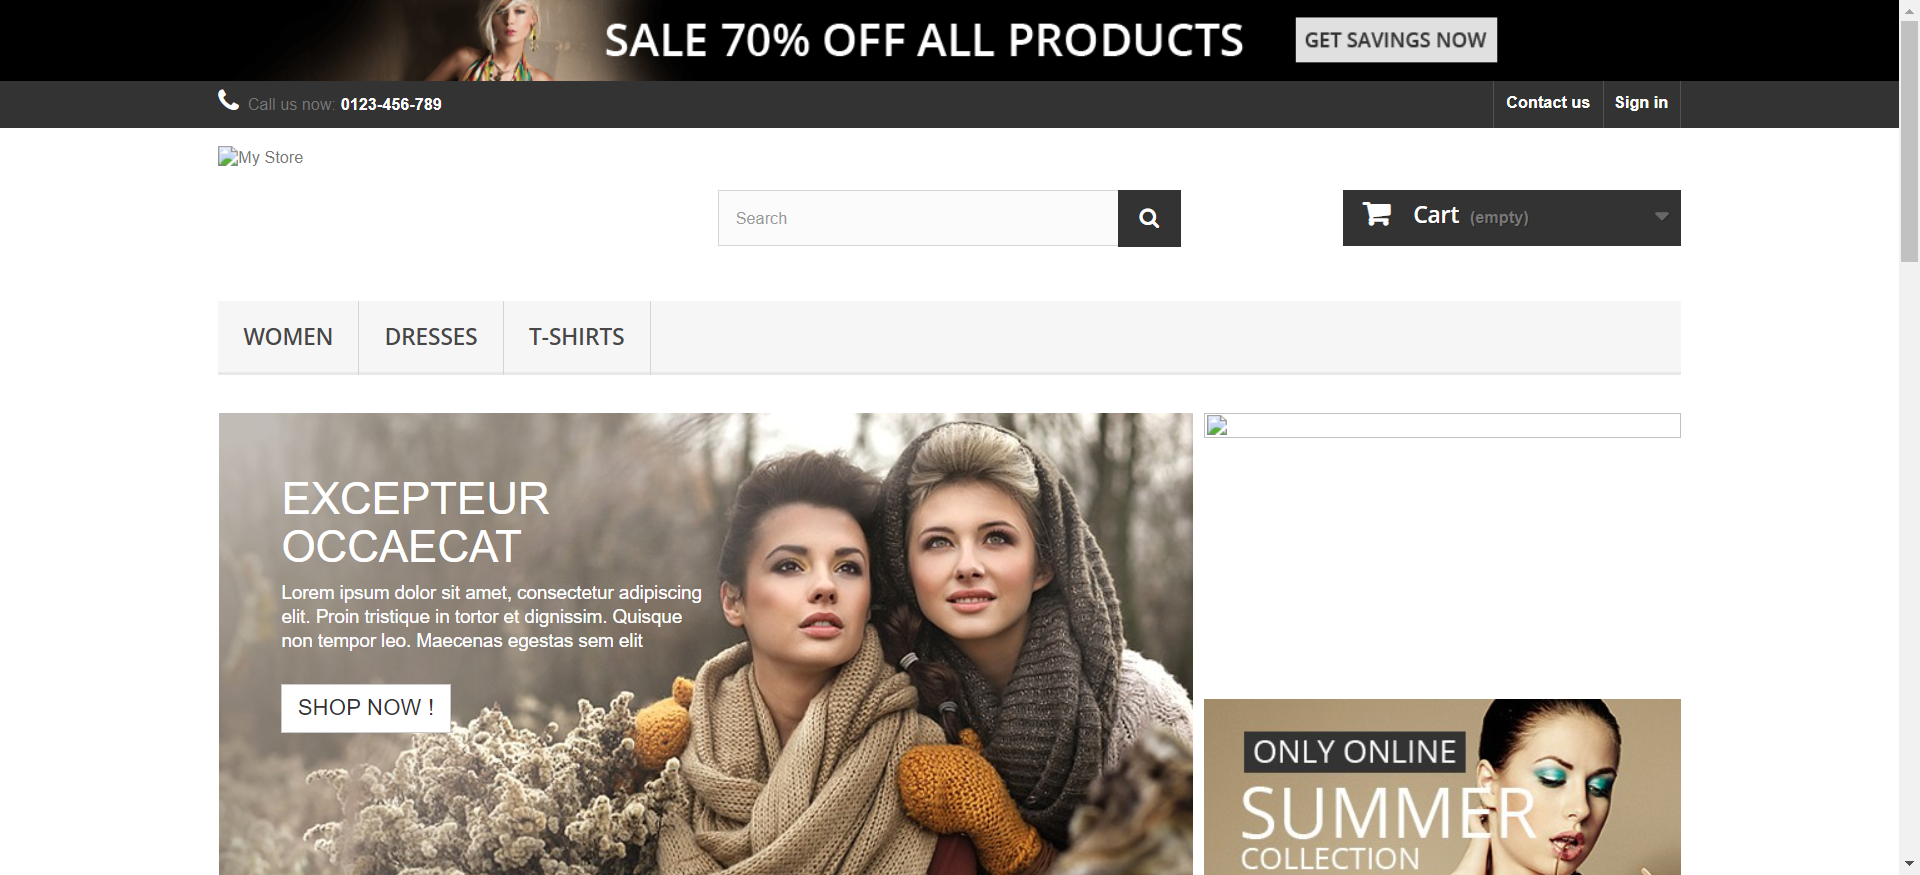 SALE 70% OFF ALL PRODUCTS
GET SAVINGS NOW
Call us now: 0123-456-789
Contact us
Sign in
My Store
Search
Cart (empty)
WOMEN
DRESSES
T-SHIRTS
EXCEPTEUR
OCCAECAT
Lorem ipsum dolor sit amet, consectetur adipiscing
elit. Proin tristique in tortor et dignissim. Quisque
non tempor leo. Maecenas egestas sem elit
SHOP NOW !
ONLY ONLINE
SUMMER
COLLECTION